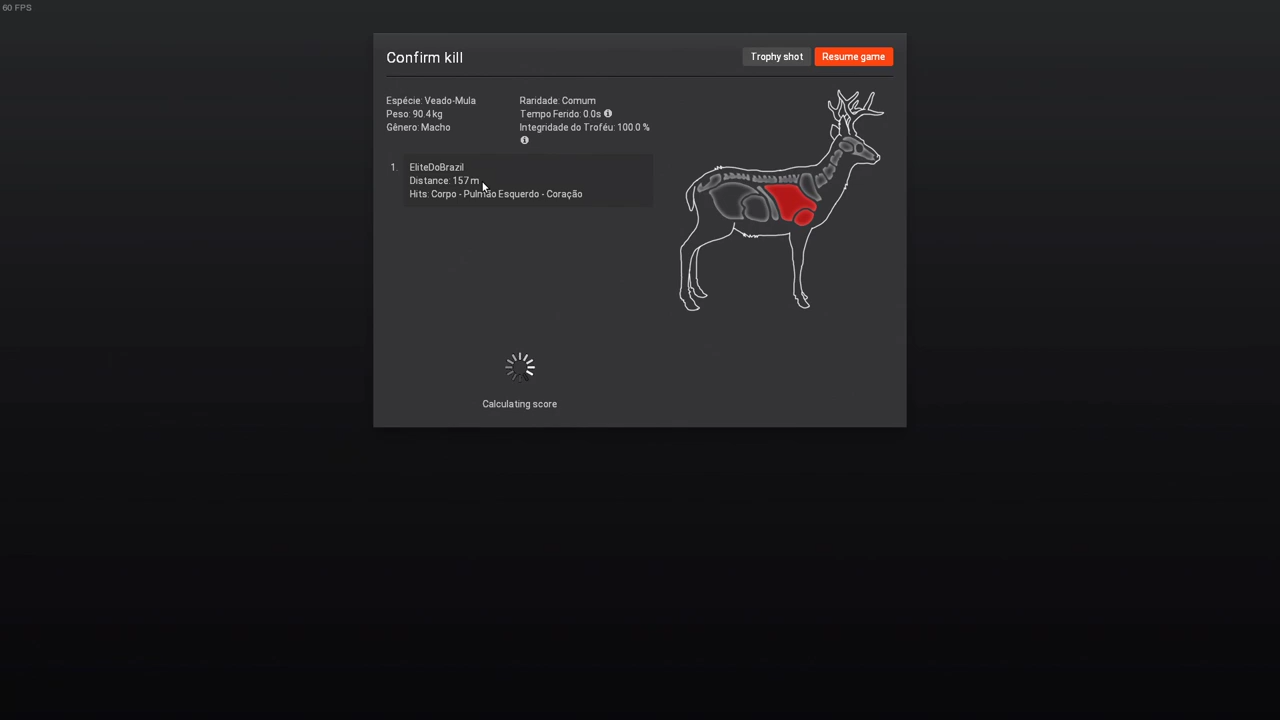 60 FPS
Confirm kill
Trophy shot
Resume game
Espécie: Veado-Mula
Peso: 90.4 kg
Gênero: Macho
Raridade: Comum
Tempo Ferido: 0.0s
Integridade do Troféu: 100.0 %
1.
EliteDoBrazil
Distance: 157 m
Hits: Corpo - Pulmão Esquerdo - Coração
Calculating score